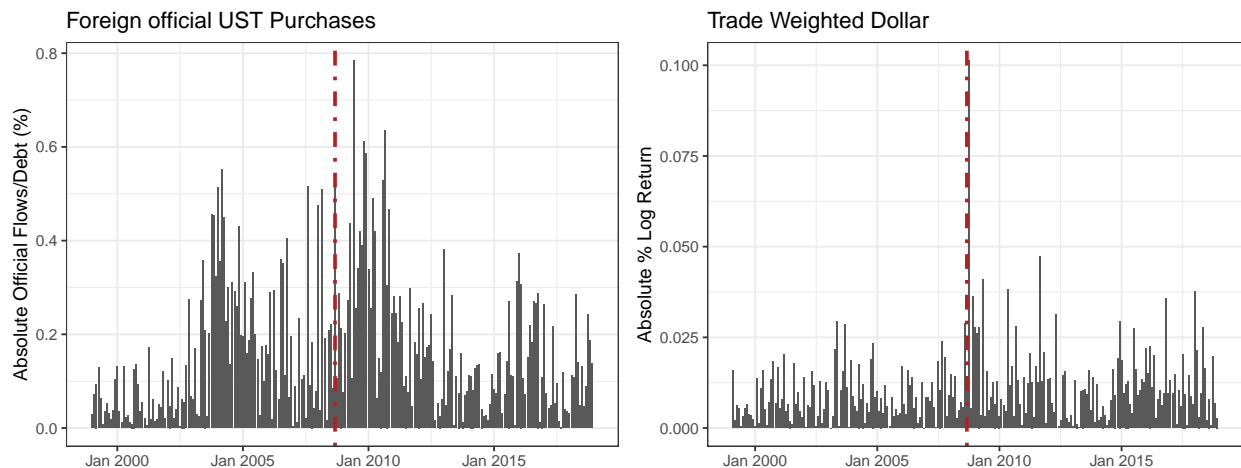 Foreign official UST Purchases
Absolute Official Flows/Debt (%)
0.8
0.6
0.4
0.2
0.0
Jan 2000 Jan 2005 Jan 2010 Jan 2015
Trade Weighted Dollar
Absolute % Log Return
0.100
0.075
0.050
0.025
0.000
Jan 2000 Jan 2005 Jan 2010 Jan 2015